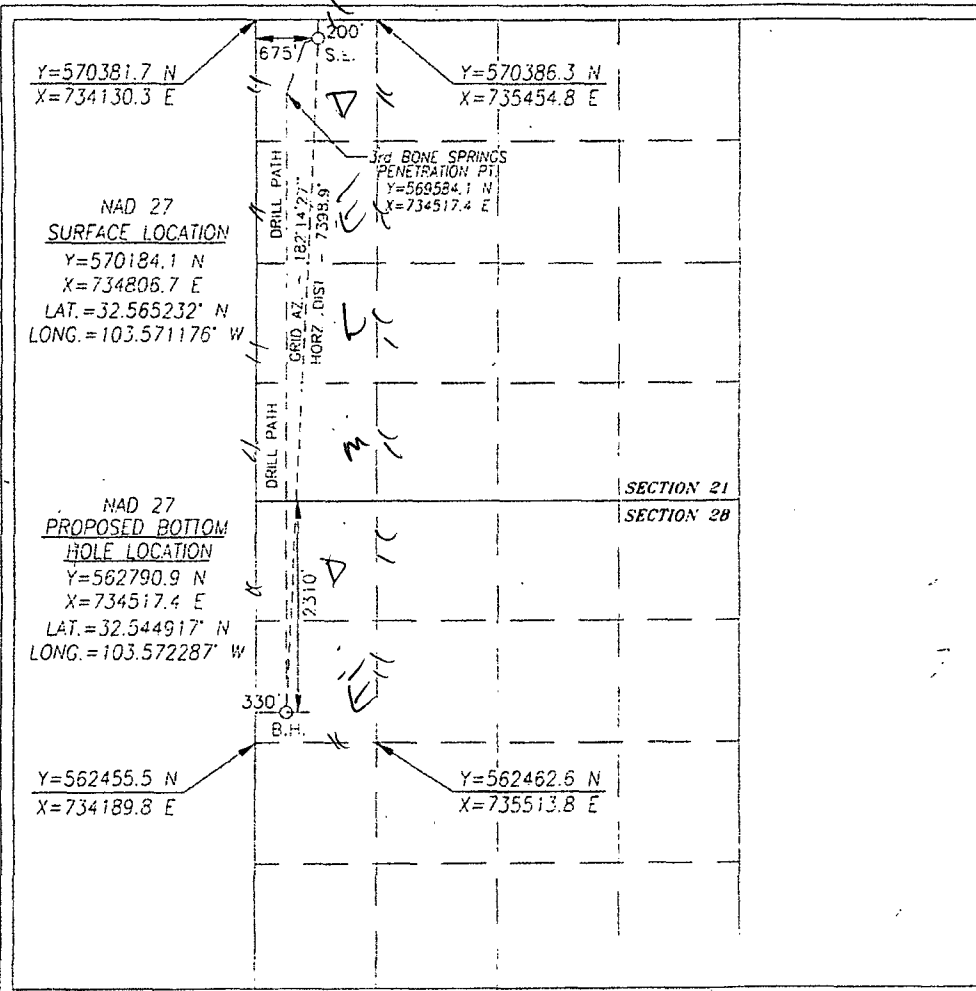 200'
675'
S.L.
Y=570381.7 N
X=734130.3 E
Y=570386.3 N
X=735454.8 E
D
3rd BONE SPRINGS
PENETRATION PT.
Y=569584.1 N
X=734517.4 E
DRILL PATH
GRID AZ. - 182°14'27"
HORZ. DIST - 7398.9'
E
NAD 27
SURFACE LOCATION
Y=570184.1 N
X=734806.7 E
LAT.=32.565232° N
LONG.=103.571176° W
L
DRILL PATH
M
SECTION 21
SECTION 28
NAD 27
PROPOSED BOTTOM
HOLE LOCATION
Y=562790.9 N
X=734517.4 E
LAT.=32.544917° N
LONG.=103.572287° W
D
2310'
E
330'
B.H.
Y=562455.5 N
X=734189.8 E
Y=562462.6 N
X=735513.8 E